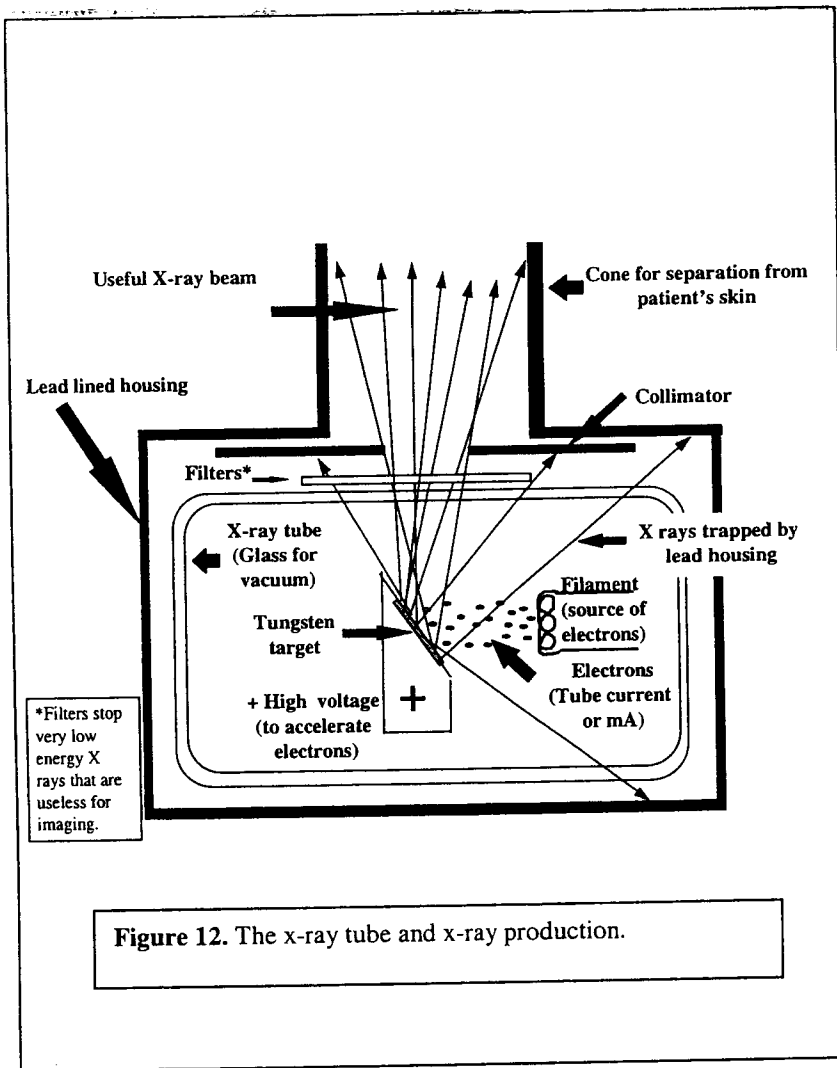 Useful X-ray beam
Cone for separation from
patient's skin
Lead lined housing
Collimator
Filters*
X-ray tube
(Glass for
vacuum)
X rays trapped by
lead housing
Filament
(source of
electrons)
Tungsten
target
Electrons
(Tube current
or mA)
+ High voltage
(to accelerate
electrons)
+
*Filters stop
very low
energy X
rays that are
useless for
imaging.
Figure 12. The x-ray tube and x-ray production.